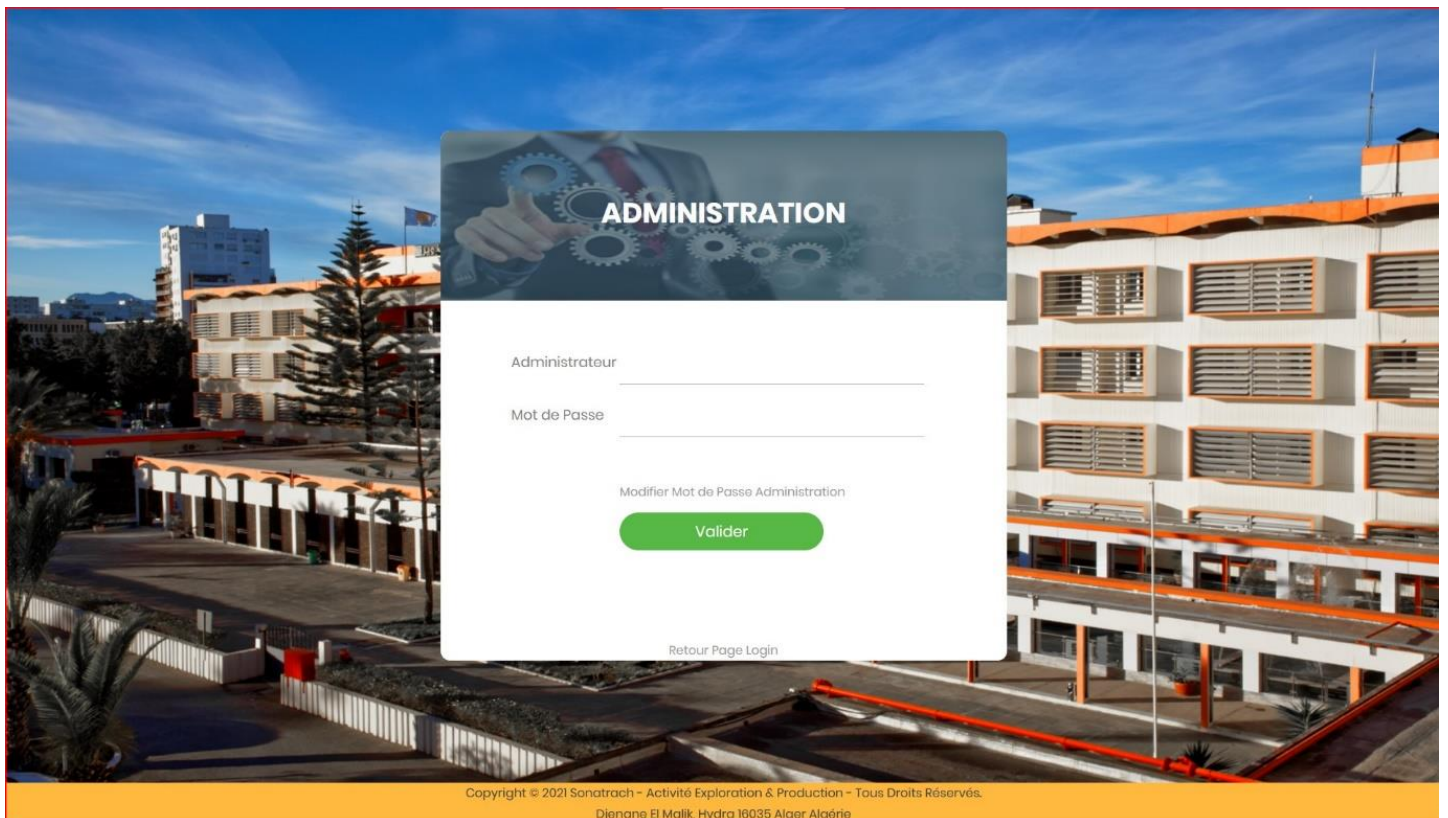 ADMINISTRATION
Administrateur
Mot de Passe
Modifier Mot de Passe Administration
Valider
Retour Page Login
Copyright © 2021 Sonatrach - Activité Exploration & Production - Tous Droits Réservés.
Djenane El Malik, Hydra 16035 Alger Algérie